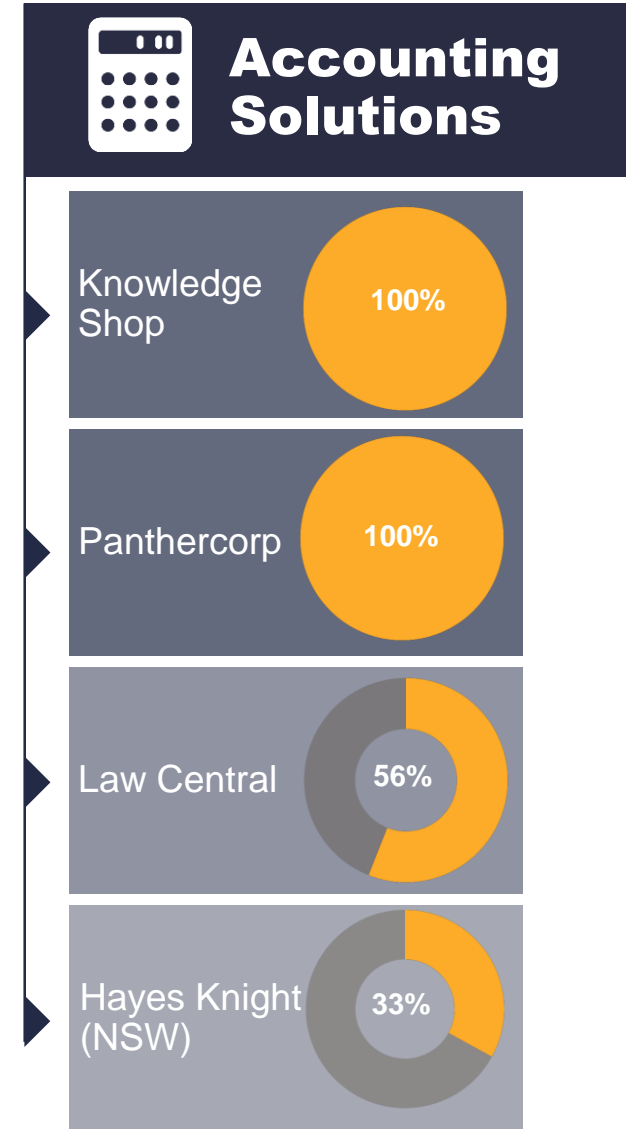 Accounting
Solutions
Knowledge
Shop
100%
Panthercorp
100%
Law Central
56%
Hayes Knight
(NSW)
33%